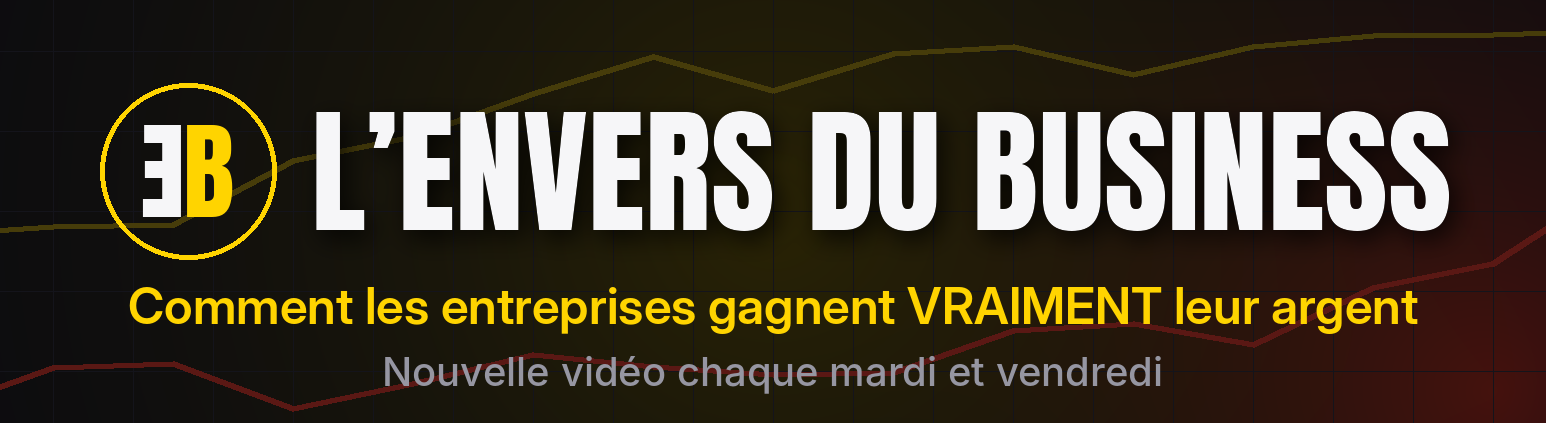 EB L’ENVERS DU BUSINESS
Comment les entreprises gagnent VRAIMENT leur argent
Nouvelle vidéo chaque mardi et vendredi